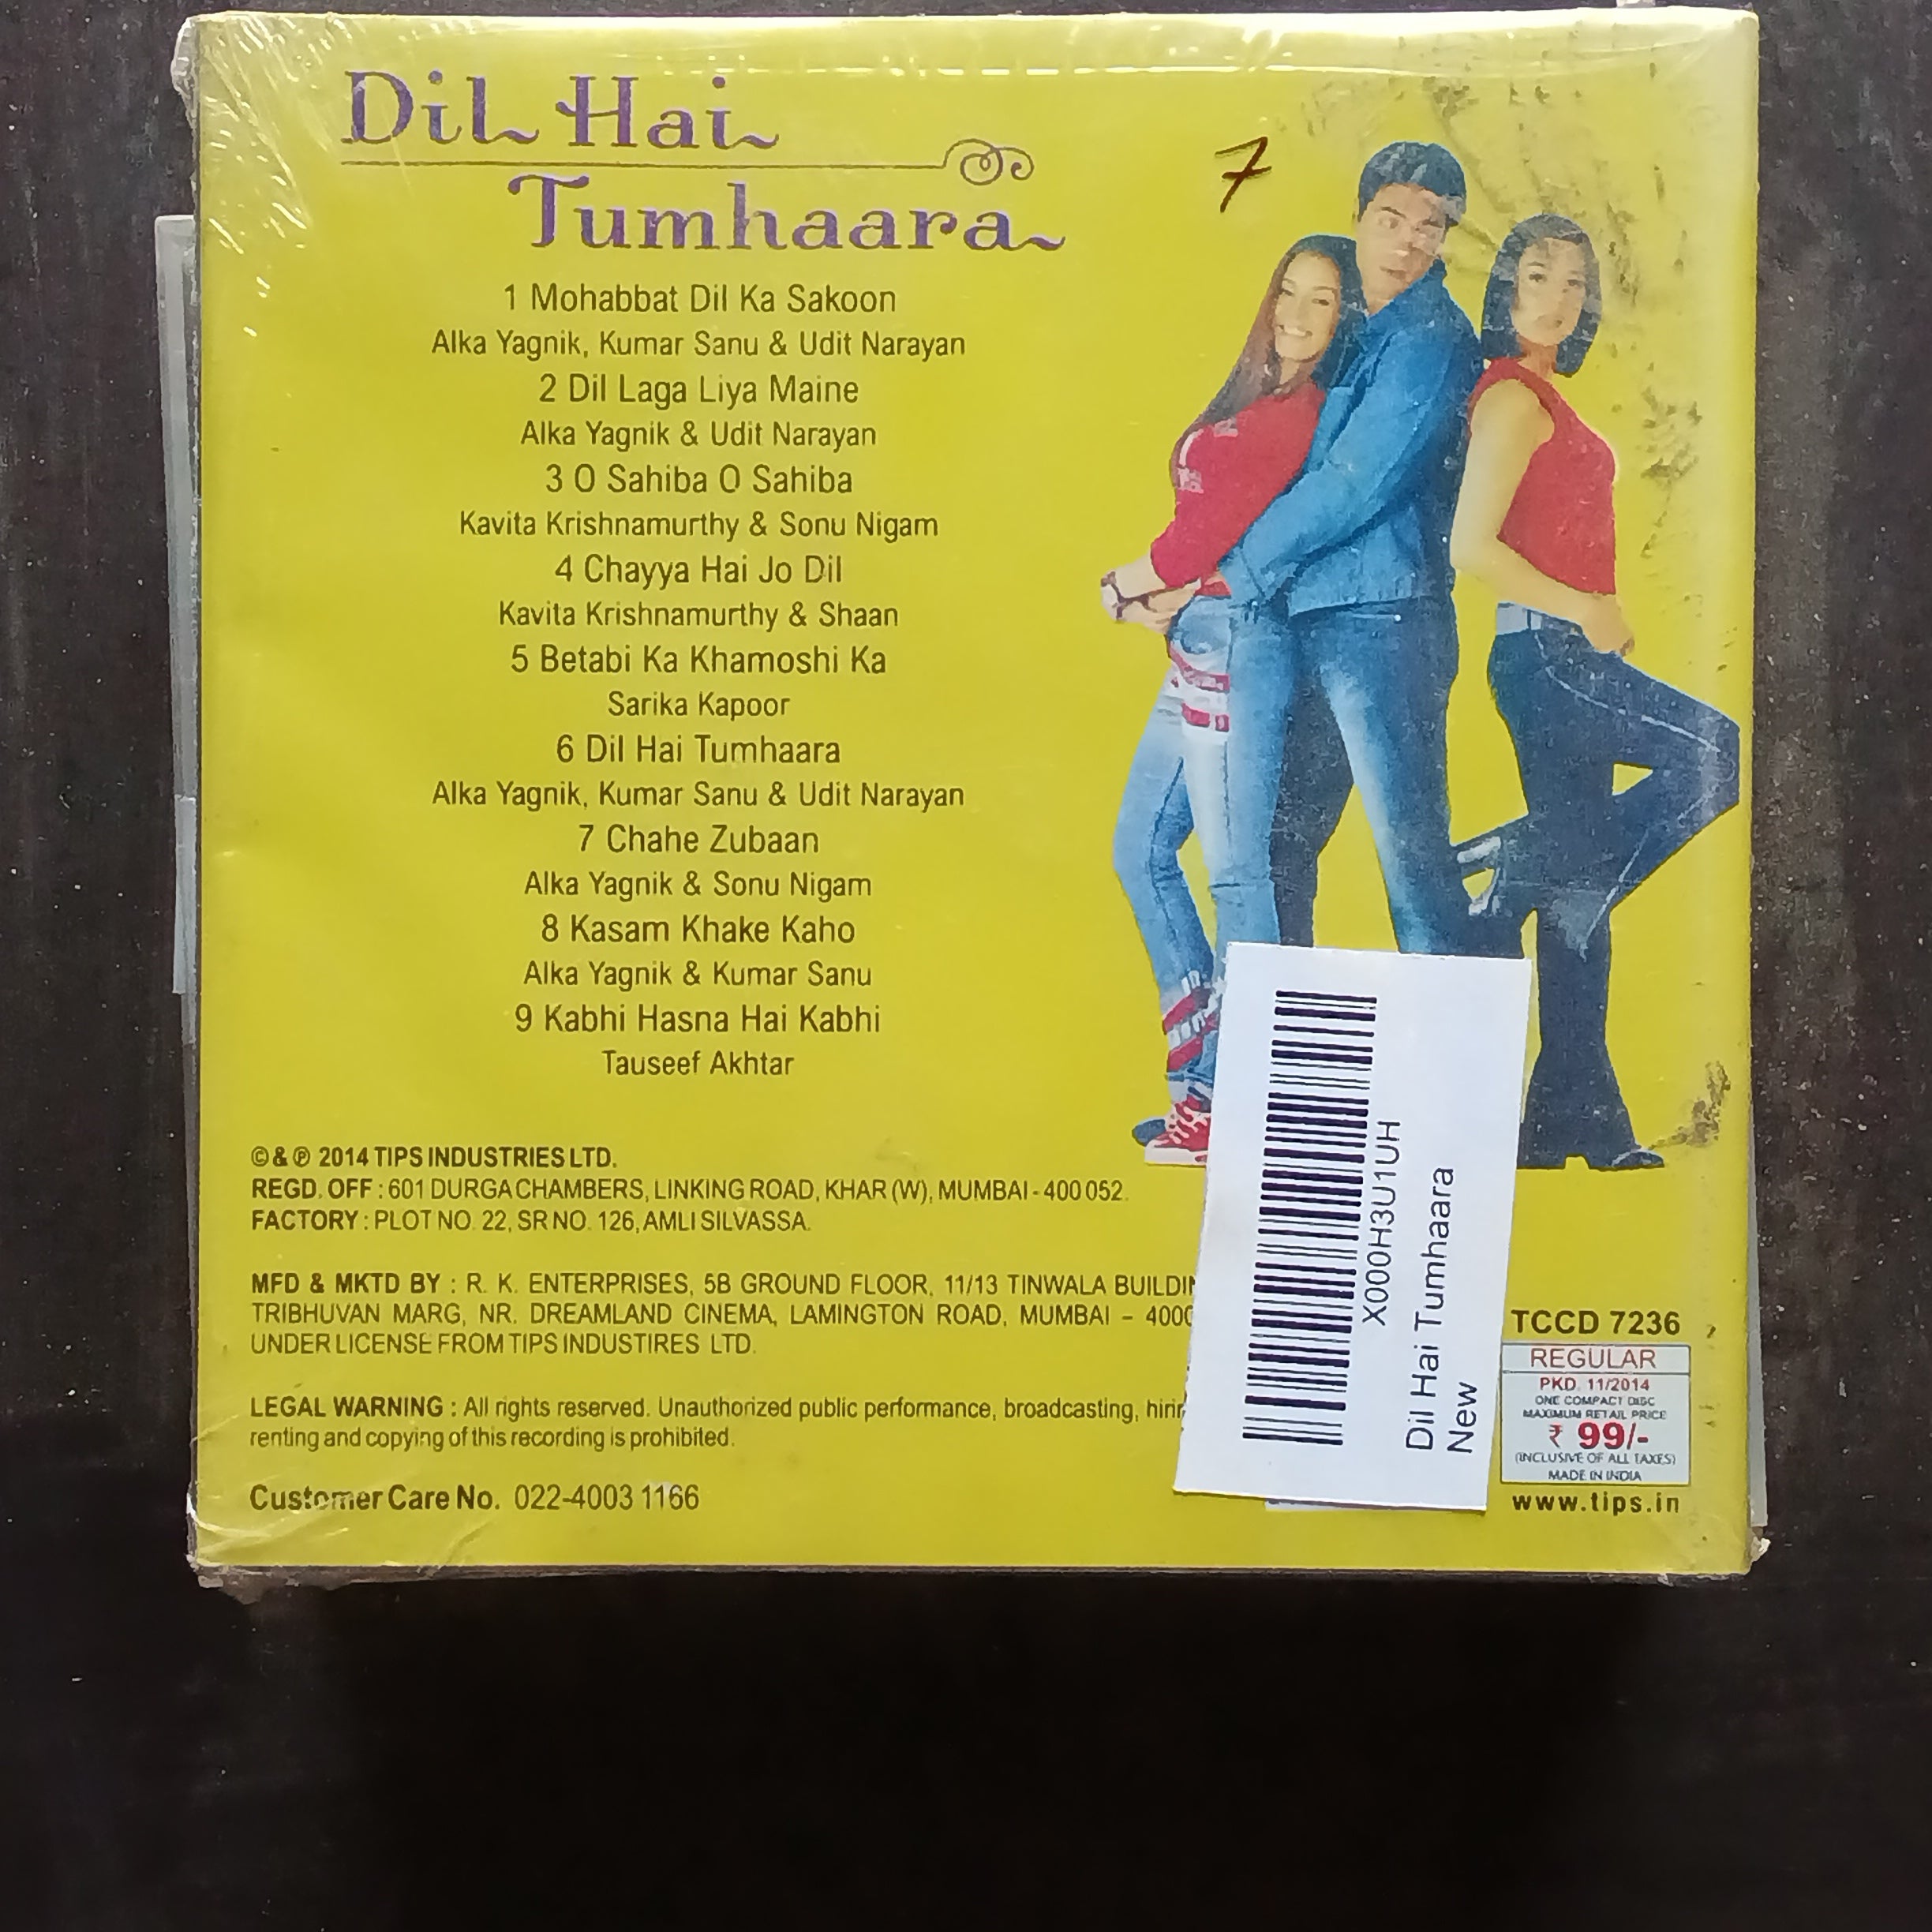 Dil Hai
Tumhaara
7
1 Mohabbat Dil Ka Sakoon
Alka Yagnik, Kumar Sanu & Udit Narayan
2 Dil Laga Liya Maine
Alka Yagnik & Udit Narayan
3 O Sahiba O Sahiba
Kavita Krishnamurthy & Sonu Nigam
4 Chayya Hai Jo Dil
Kavita Krishnamurthy & Shaan
5 Betabi Ka Khamoshi Ka
Sarika Kapoor
6 Dil Hai Tumhaara
Alka Yagnik, Kumar Sanu & Udit Narayan
7 Chahe Zubaan
Alka Yagnik & Sonu Nigam
8 Kasam Khake Kaho
Alka Yagnik & Kumar Sanu
9 Kabhi Hasna Hai Kabhi
Tauseef Akhtar
©&℗ 2014 TIPS INDUSTRIES LTD.
REGD. OFF : 601 DURGA CHAMBERS, LINKING ROAD, KHAR (W), MUMBAI - 400 052.
FACTORY : PLOT NO. 22, SR NO. 126, AMLI SILVASSA.
MFD & MKTD BY : R. K. ENTERPRISES, 5B GROUND FLOOR, 11/13 TINWALA
TRIBHUVAN MARG, NR. DREAMLAND CINEMA, LAMINGTON ROAD, MUMBAI –
UNDER LICENSE FROM TIPS INDUSTIRES LTD.
LEGAL WARNING : All rights reserved. Unauthorized public performance, broadcasting,
renting and copying of this recording is prohibited.
Customer Care No. 022-4003 1166
X000H3U1UH
Dil Hai Tumhaara
New
TCCD 7236
REGULAR
PKD. 11/2014
ONE COMPACT DISC
MAXIMUM RETAIL PRICE
₹ 99/-
(INCLUSIVE OF ALL TAXES)
MADE IN INDIA
www.tips.in